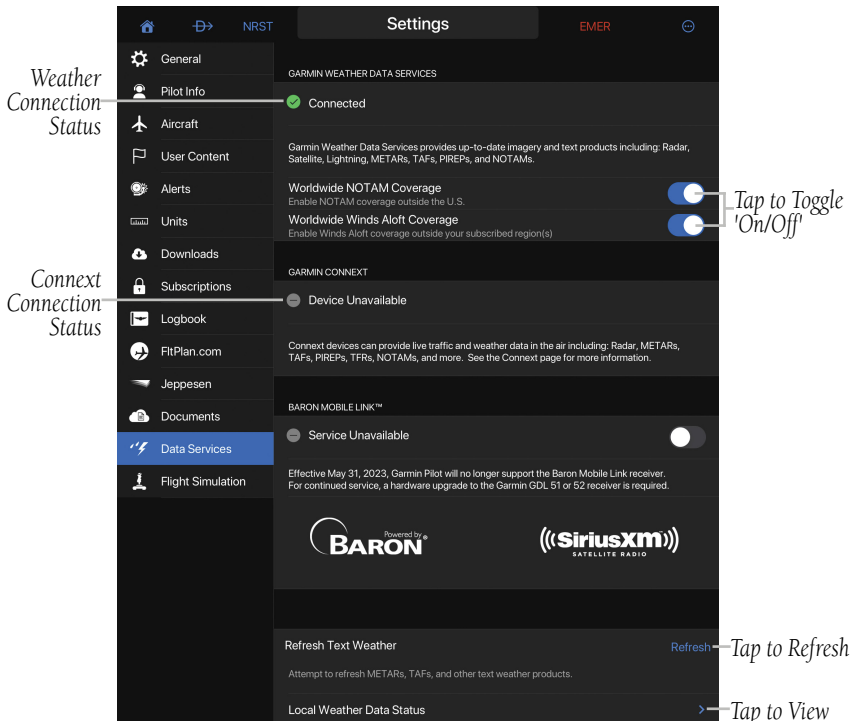 NRST
Settings
EMER
General
Pilot Info
Aircraft
User Content
Alerts
Units
Downloads
Subscriptions
Logbook
FltPlan.com
Jeppesen
Documents
Data Services
Flight Simulation
Weather
Connection
Status
Connext
Connection
Status
GARMIN WEATHER DATA SERVICES
Connected
Garmin Weather Data Services provides up-to-date imagery and text products including: Radar,
Satellite, Lightning, METARs, TAFs, PIREPs, and NOTAMs.
Worldwide NOTAM Coverage
Enable NOTAM coverage outside the U.S.
Worldwide Winds Aloft Coverage
Enable Winds Aloft coverage outside your subscribed region(s)
Tap to Toggle
'On/Off'
GARMIN CONNEXT
Device Unavailable
Connext devices can provide live traffic and weather data in the air including: Radar, METARs,
TAFs, PIREPs, TFRs, NOTAMs, and more. See the Connext page for more information.
BARON MOBILE LINK™
Service Unavailable
Effective May 31, 2023, Garmin Pilot will no longer support the Baron Mobile Link receiver.
For continued service, a hardware upgrade to the Garmin GDL 51 or 52 receiver is required.
Powered by
BARON®
SiriusXM
SATELLITE RADIO
Refresh Text Weather
Refresh
Tap to Refresh
Attempt to refresh METARs, TAFs, and other text weather products.
Local Weather Data Status
Tap to View